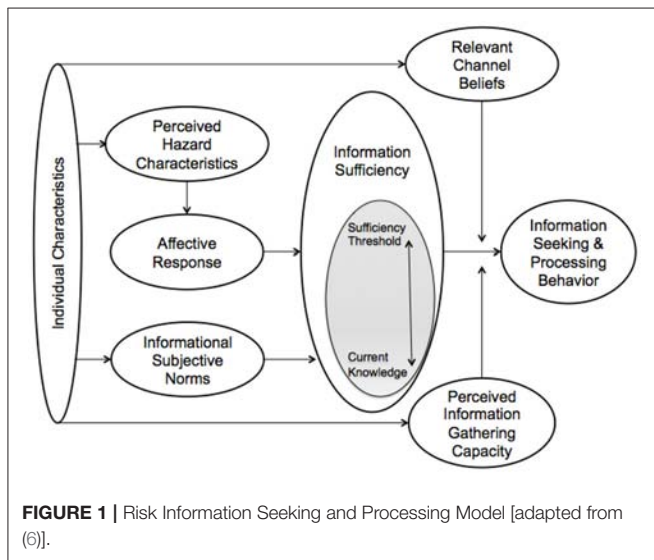 Relevant
Channel
Beliefs
Perceived
Hazard
Characteristics
Information
Sufficiency
Individual Characteristics
Affective
Response
Sufficiency
Threshold
Information
Seeking &
Processing
Behavior
Informational
Subjective
Norms
Current
Knowledge
Perceived
Information
Gathering
Capacity
FIGURE 1 | Risk Information Seeking and Processing Model [adapted from
(6)].